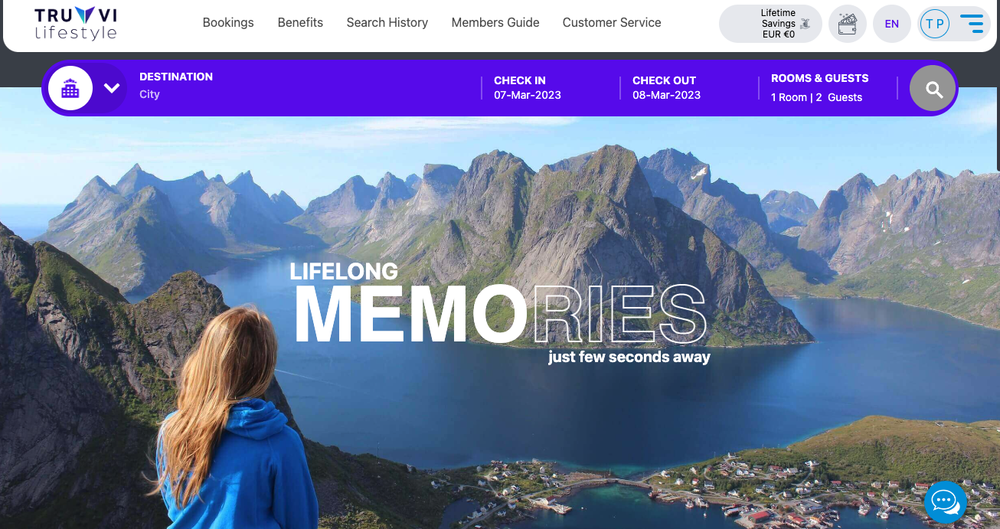 TRUVI
Lifestyle
Bookings
Benefits
Search History
Members Guide
Customer Service
Lifetime
Savings
EUR €0
EN
T P
DESTINATION
City
CHECK IN
07-Mar-2023
CHECK OUT
08-Mar-2023
ROOMS & GUESTS
1 Room | 2 Guests
LIFELONG
MEMORIES
just few seconds away